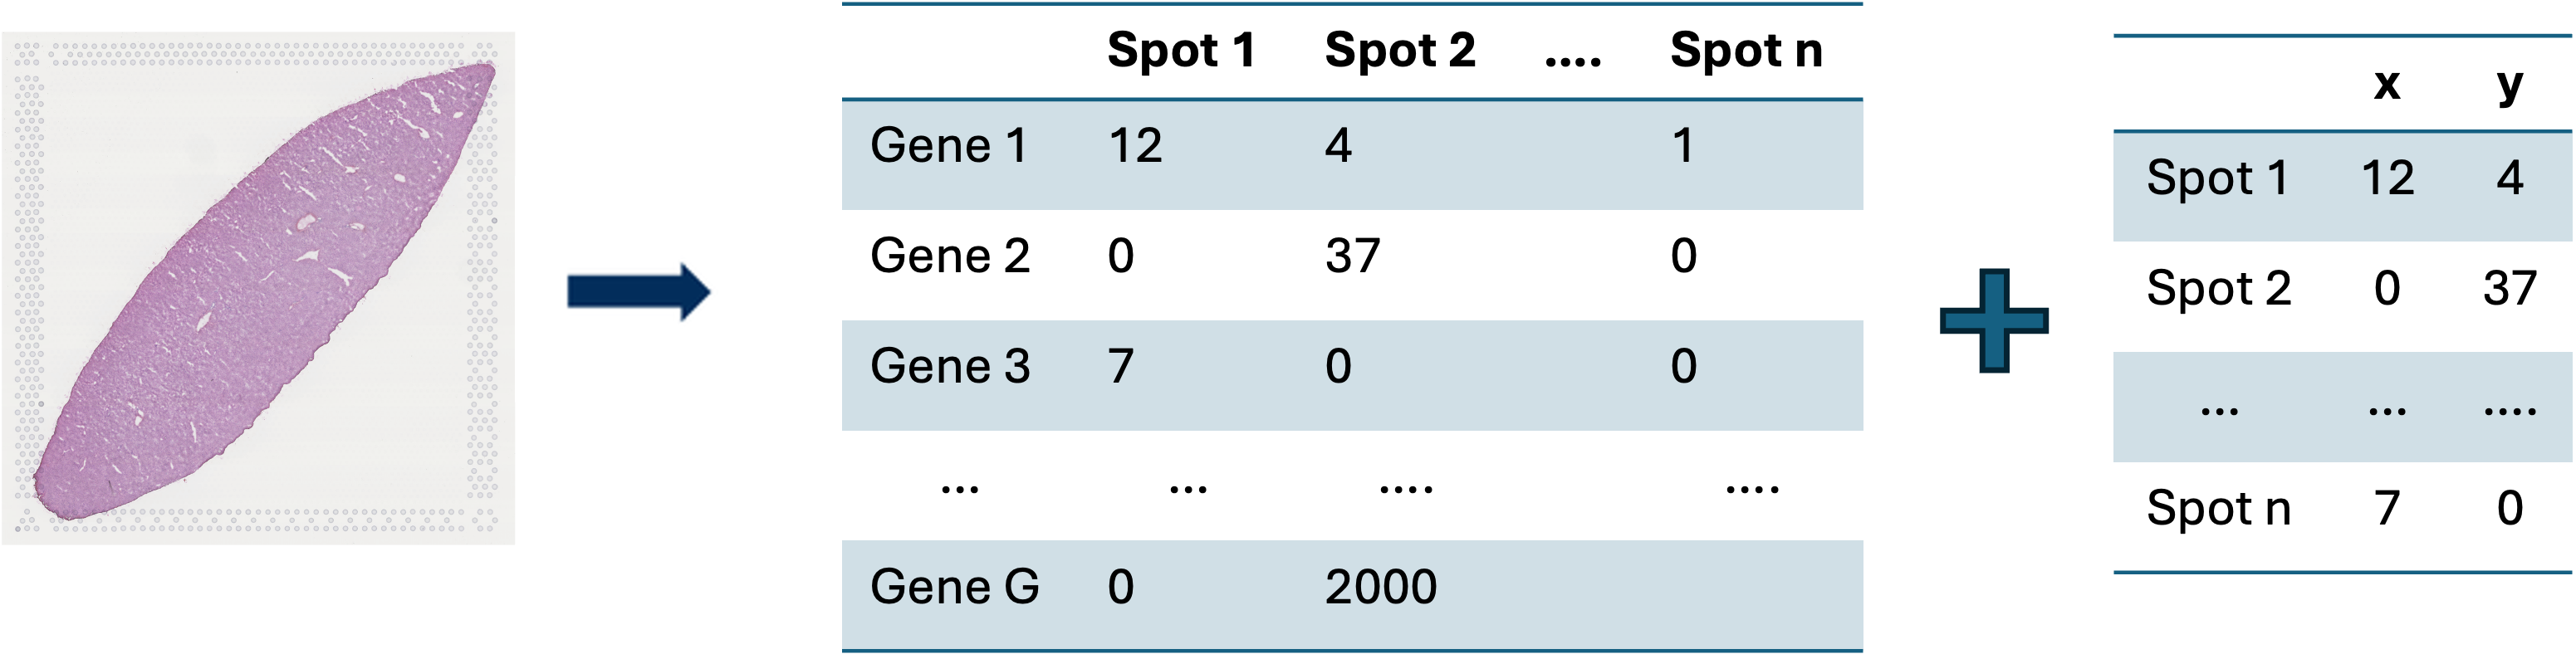 Spot 1 Spot 2 .... Spot n
Gene 1 12 4 1
Gene 2 0 37 0
Gene 3 7 0 0
... ... .... ....
Gene G 0 2000
x y
Spot 1 12 4
Spot 2 0 37
... ... ....
Spot n 7 0